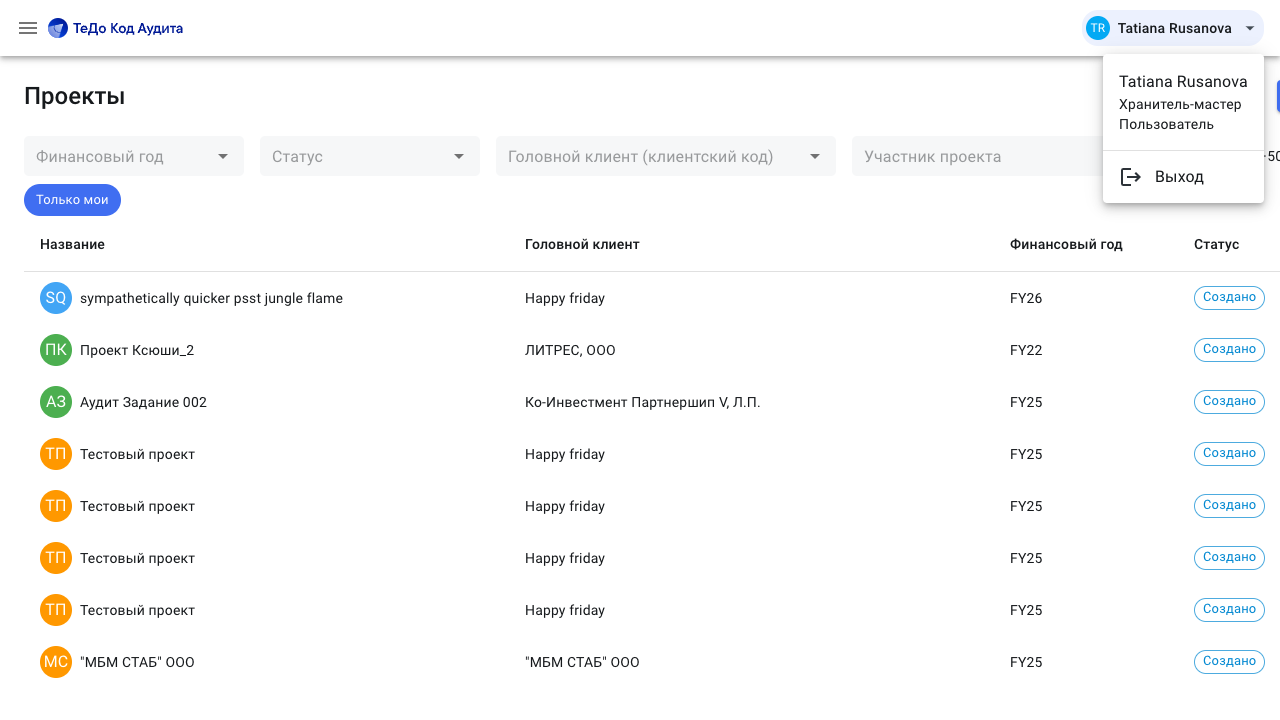 ТеДо Код Аудита
TR Tatiana Rusanova
Tatiana Rusanova
Хранитель-мастер
Пользователь
Выход
Проекты
Финансовый год Статус Головной клиент (клиентский код) Участник проекта
Только мои
Название Головной клиент Финансовый год Статус
SQ sympathetically quicker psst jungle flame Happy friday FY26 Создано
ПК Проект Ксюши_2 ЛИТРЕС, ООО FY22 Создано
АЗ Аудит Задание 002 Ко-Инвестмент Партнершип V, Л.П. FY25 Создано
ТП Тестовый проект Happy friday FY25 Создано
ТП Тестовый проект Happy friday FY25 Создано
ТП Тестовый проект Happy friday FY25 Создано
ТП Тестовый проект Happy friday FY25 Создано
МС "МБМ СТАБ" ООО "МБМ СТАБ" ООО FY25 Создано